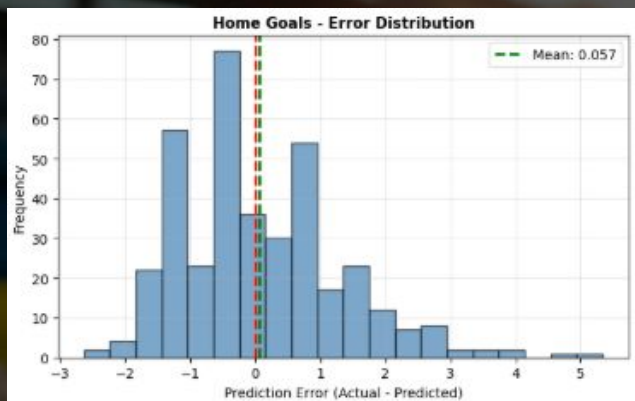 Home Goals - Error Distribution
80
70
60
50
40
30
20
10
0
Frequency
Mean: 0.057
−3 −2 −1 0 1 2 3 4 5
Prediction Error (Actual - Predicted)